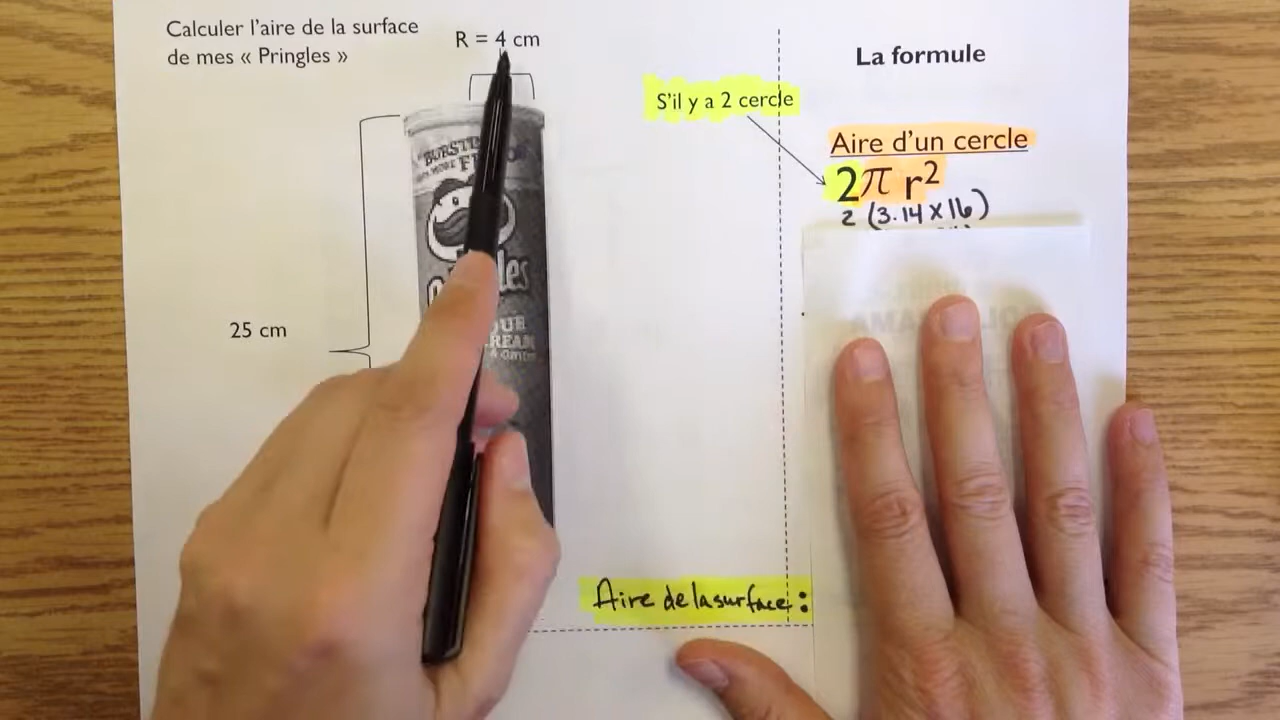 Calculer l'aire de la surface
de mes « Pringles »
R = 4 cm
25 cm
S'il y a 2 cercle
La formule
Aire d'un cercle
2π r²
2 (3.14 x 16)
Aire de la surface :